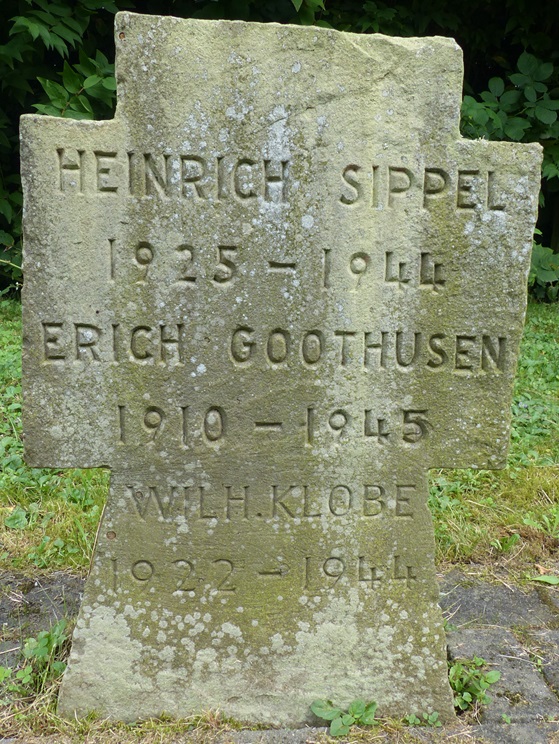 HEINRICH SIPPEL
1925 – 1944
ERICH GOOTHUSEN
1910 – 1945
WILH. KLOBE
1922 – 1944